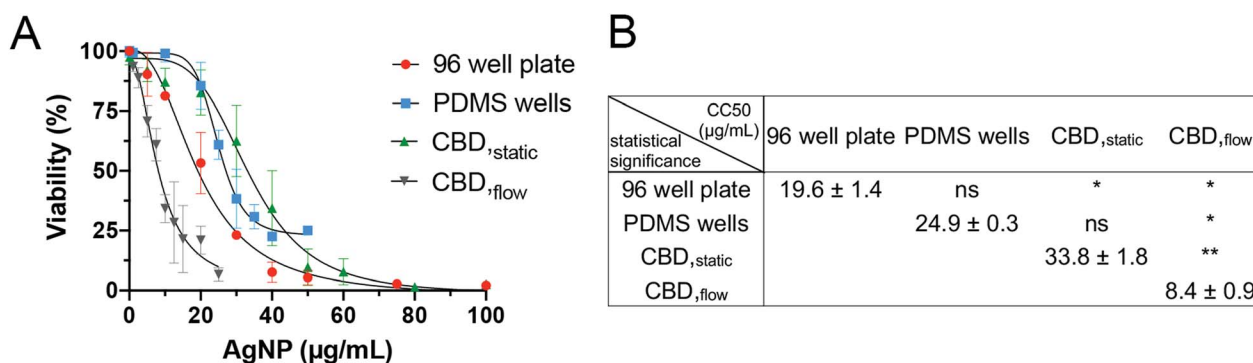 A
Viability (%)
100
75
50
25
0
0 20 40 60 80 100
AgNP (μg/mL)
96 well plate
PDMS wells
CBD,static
CBD,flow
B
CC50
(μg/mL)
statistical
significance
96 well plate PDMS wells CBD,static CBD,flow
96 well plate 19.6 ± 1.4 ns * *
PDMS wells 24.9 ± 0.3 ns *
CBD,static 33.8 ± 1.8 **
CBD,flow 8.4 ± 0.9